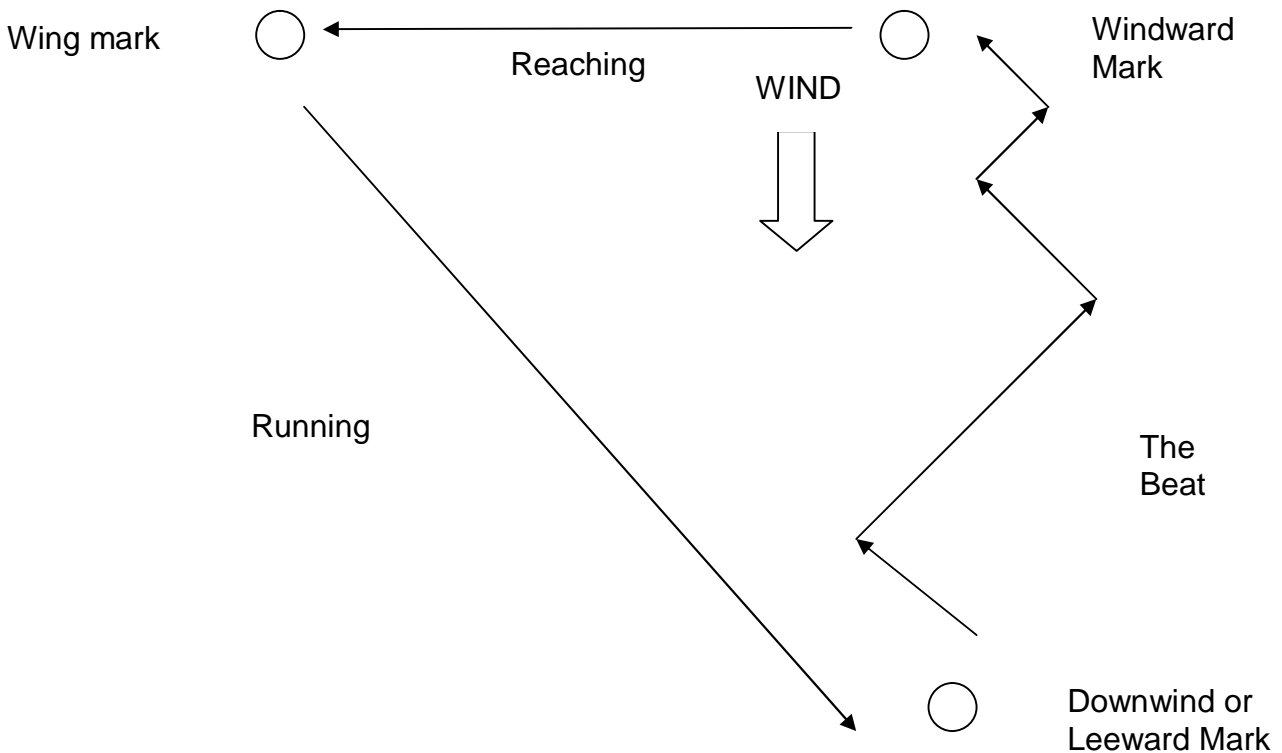 Wing mark
Reaching
WIND
Windward
Mark
Running
The
Beat
Downwind or
Leeward Mark